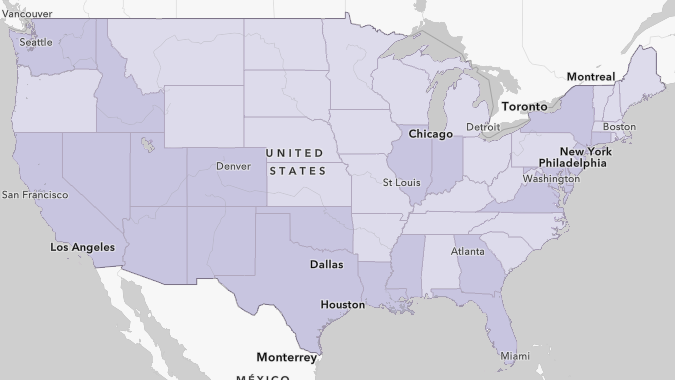 Vancouver
Seattle
Montreal
Toronto
Detroit
Boston
Chicago
New York
UNITED
STATES
Philadelphia
Denver
Washington
St Louis
San Francisco
Los Angeles
Atlanta
Dallas
Houston
Miami
Monterrey
MÉXICO